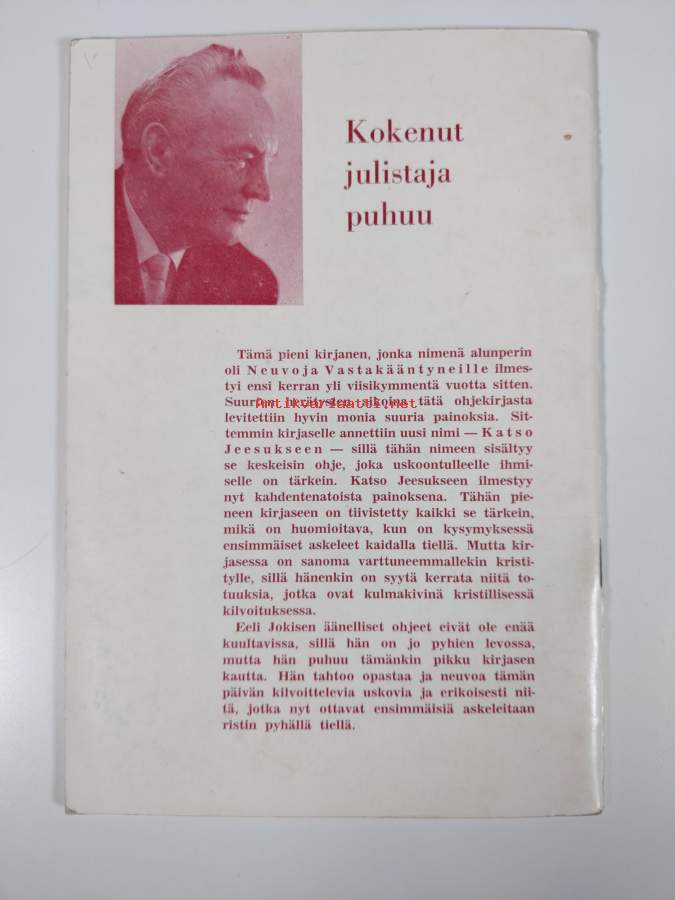 Kokenut
julistaja
puhuu
Tämä pieni kirjanen, jonka nimenä alunperin
oli Neuvoja Vastakääntyneille ilmes-
tyi ensi kerran yli viisikymmentä vuotta sitten.
Suurten herätysten aikoina tätä ohjekirjasta
Antikvariaatti.net
levitettiin hyvin monia suuria painoksia. Sit-
temmin kirjaselle annettiin uusi nimi — Katso
Jeesukseen — sillä tähän nimeen sisältyy
se keskeisin ohje, joka uskoontulleelle ihmi-
selle on tärkein. Katso Jeesukseen ilmestyy
nyt kahdentenatoista painoksena. Tähän pie-
neen kirjaseen on tiivistetty kaikki se tärkein,
mikä on huomioitava, kun on kysymyksessä
ensimmäiset askeleet kaidalla tiellä. Mutta kir-
jasessa on sanoma varttuneemmallekin kristi-
tylle, sillä hänenkin on syytä kerrata niitä to-
tuuksia, jotka ovat kulmakivinä kristillisessä
kilvoituksessa.
Eeli Jokisen äänelliset ohjeet eivät ole enää
kuultavissa, sillä hän on jo pyhien levossa,
mutta hän puhuu tämänkin pikku kirjasen
kautta. Hän tahtoo opastaa ja neuvoa tämän
päivän kilvoittelevia uskovia ja erikoisesti nii-
tä, jotka nyt ottavat ensimmäisiä askeleitaan
ristin pyhällä tiellä.